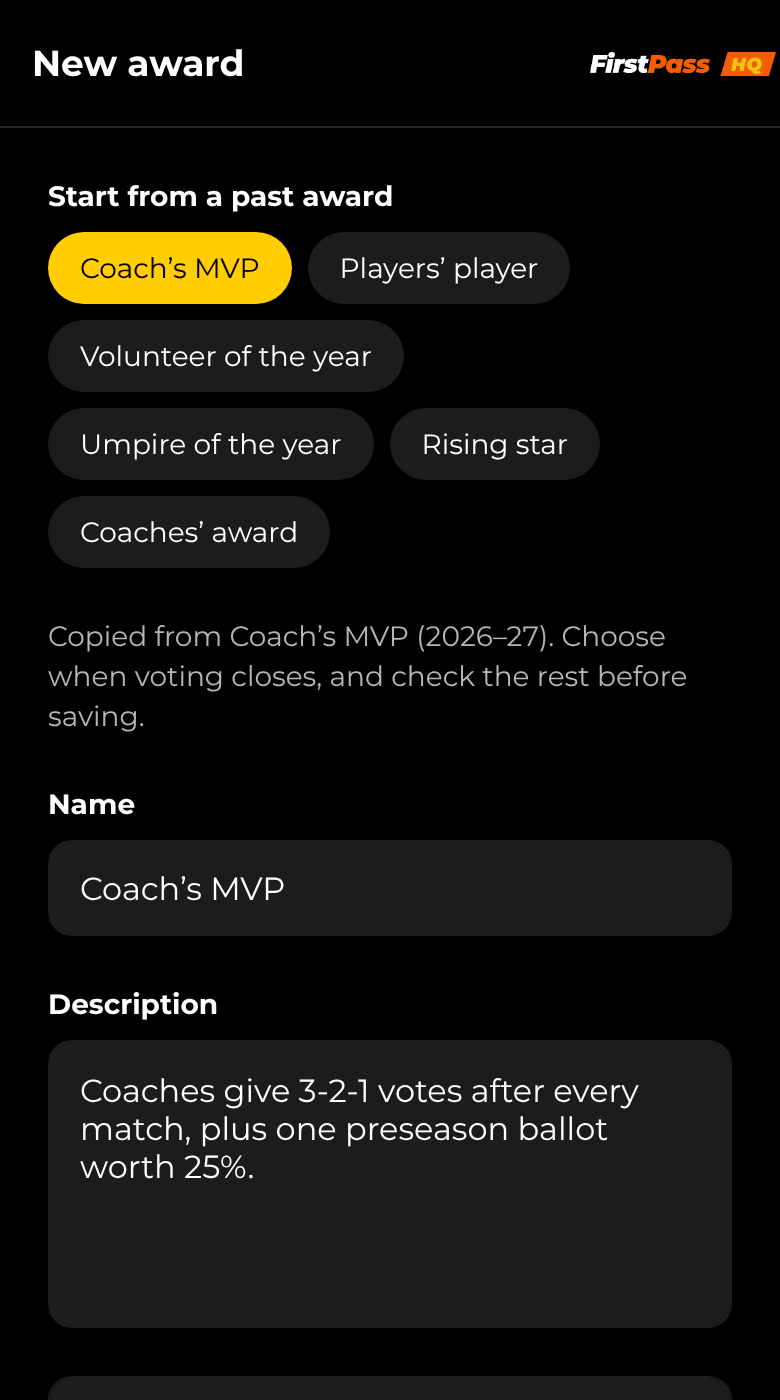 New award
FirstPass HQ
Start from a past award
Coach’s MVP
Players’ player
Volunteer of the year
Umpire of the year
Rising star
Coaches’ award
Copied from Coach’s MVP (2026–27). Choose
when voting closes, and check the rest before
saving.
Name
Coach’s MVP
Description
Coaches give 3-2-1 votes after every
match, plus one preseason ballot
worth 25%.